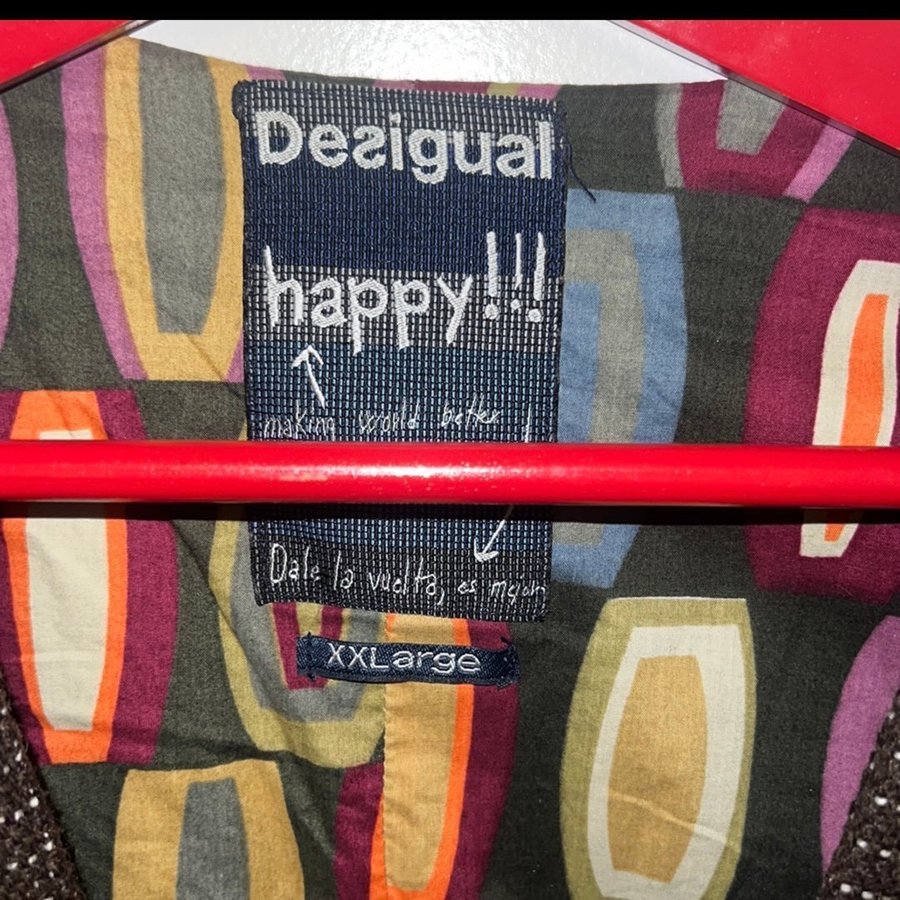 Desigual
happy!!!
making world better
Dale la vuelta, es mejor
XXLarge